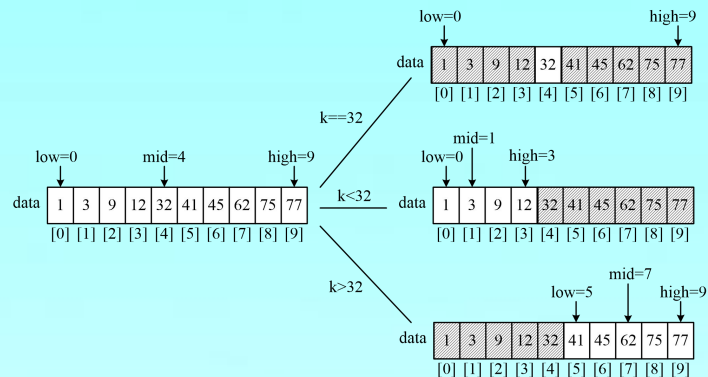 low=0 high=9
data 1 3 9 12 32 41 45 62 75 77
[0] [1] [2] [3] [4] [5] [6] [7] [8] [9]
k==32
low=0 mid=4 high=9
data 1 3 9 12 32 41 45 62 75 77
[0] [1] [2] [3] [4] [5] [6] [7] [8] [9]
k<32
mid=1
low=0 high=3
data 1 3 9 12 32 41 45 62 75 77
[0] [1] [2] [3] [4] [5] [6] [7] [8] [9]
k>32
mid=7
low=5 high=9
data 1 3 9 12 32 41 45 62 75 77
[0] [1] [2] [3] [4] [5] [6] [7] [8] [9]